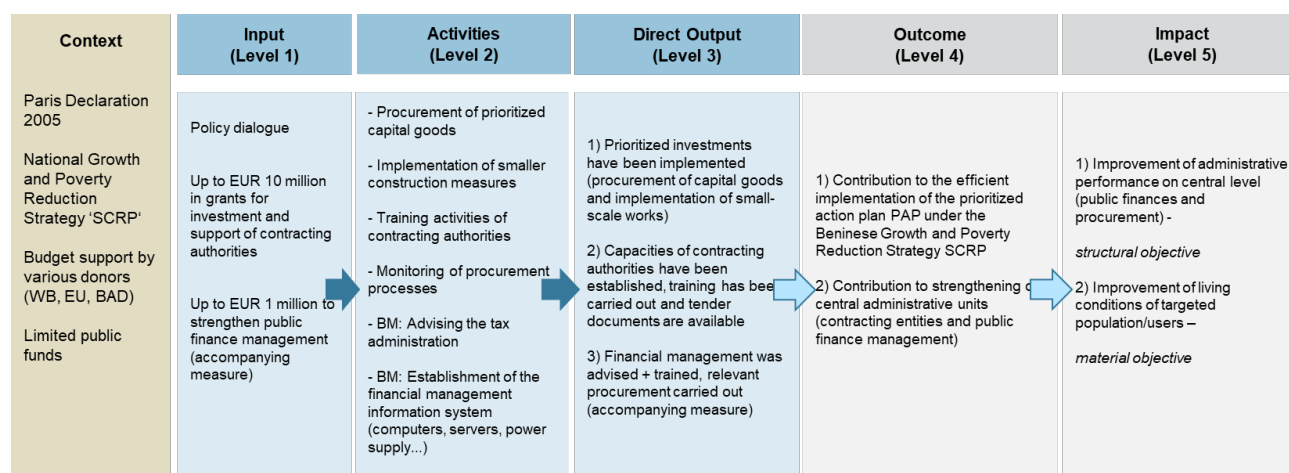 Context
Paris Declaration
2005
National Growth
and Poverty
Reduction
Strategy ‘SCRP‘
Budget support by
various donors
(WB, EU, BAD)
Limited public
funds
Input
(Level 1)
Policy dialogue
Up to EUR 10 million
in grants for
investment and
support of contracting
authorities
Up to EUR 1 million to
strengthen public
finance management
(accompanying
measure)
Activities
(Level 2)
- Procurement of prioritized
capital goods
- Implementation of smaller
construction measures
- Training activities of
contracting authorities
- Monitoring of procurement
processes
- BM: Advising the tax
administration
- BM: Establishment of the
financial management
information system
(computers, servers, power
supply...)
Direct Output
(Level 3)
1) Prioritized investments
have been implemented
(procurement of capital goods
and implementation of small-
scale works)
2) Capacities of contracting
authorities have been
established, training has been
carried out and tender
documents are available
3) Financial management was
advised + trained, relevant
procurement carried out
(accompanying measure)
Outcome
(Level 4)
1) Contribution to the efficient
implementation of the prioritized
action plan PAP under the
Beninese Growth and Poverty
Reduction Strategy SCRP
2) Contribution to strengthening
central administrative units
(contracting entities and public
finance management)
Impact
(Level 5)
1) Improvement of administrative
performance on central level
(public finances and
procurement) -
structural objective
2) Improvement of living
conditions of targeted
population/users –
material objective